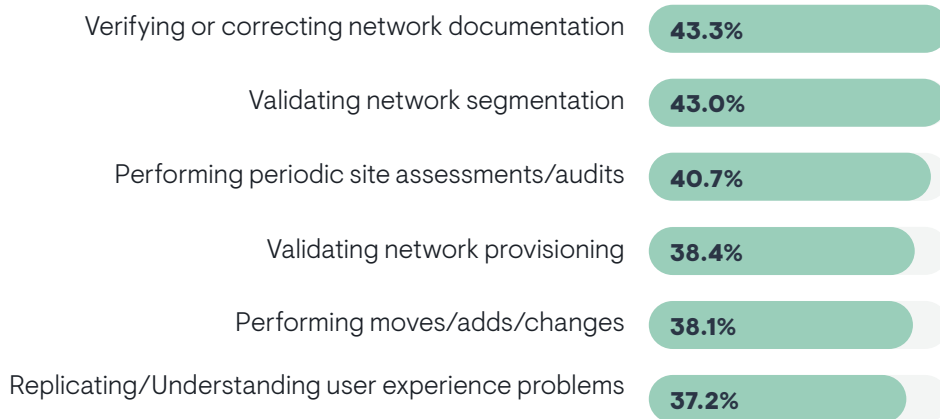 Verifying or correcting network documentation 43.3%
Validating network segmentation 43.0%
Performing periodic site assessments/audits 40.7%
Validating network provisioning 38.4%
Performing moves/adds/changes 38.1%
Replicating/Understanding user experience problems 37.2%